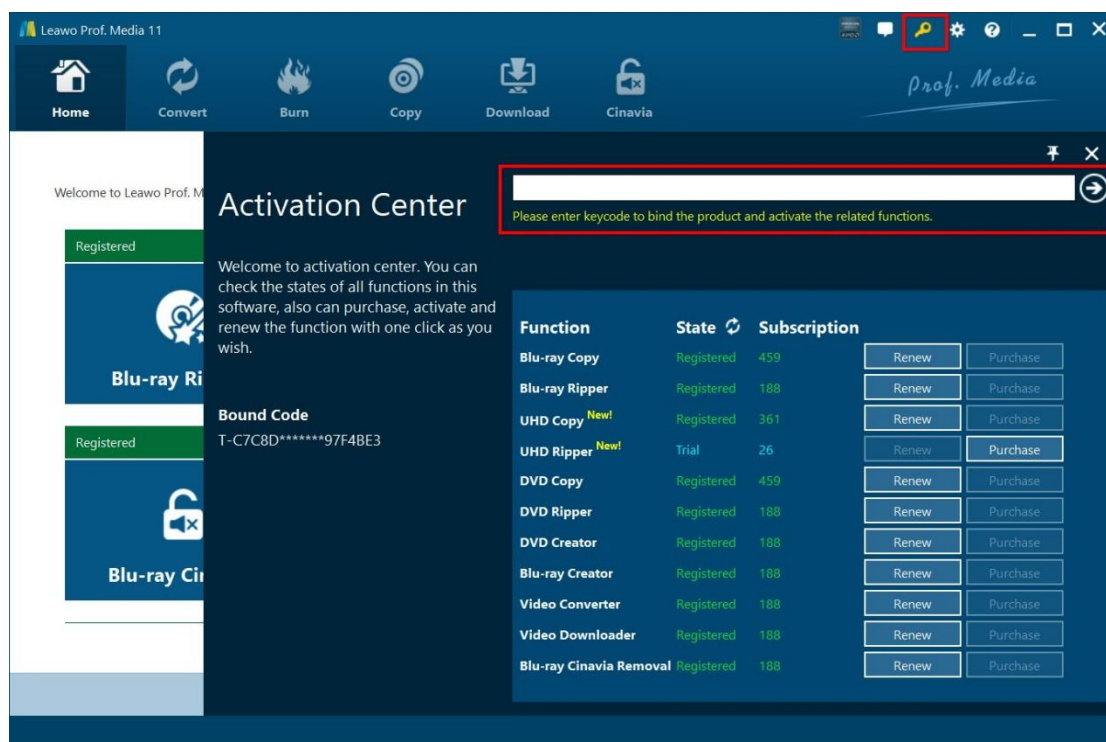 Leawo Prof. Media 11
Home
Convert
Burn
Copy
Download
Cinavia
Prof. Media
Welcome to Leawo Prof. M
Registered
Blu-ray Ri
Registered
Blu-ray Ci
Activation Center
Welcome to activation center. You can
check the states of all functions in this
software, also can purchase, activate and
renew the function with one click as you
wish.
Bound Code
T-C7C8D*******97F4BE3
Please enter keycode to bind the product and activate the related functions.
Function State Subscription
Blu-ray Copy Registered 459 Renew Purchase
Blu-ray Ripper Registered 188 Renew Purchase
UHD Copy New! Registered 361 Renew Purchase
UHD Ripper New! Trial 26 Renew Purchase
DVD Copy Registered 459 Renew Purchase
DVD Ripper Registered 188 Renew Purchase
DVD Creator Registered 188 Renew Purchase
Blu-ray Creator Registered 188 Renew Purchase
Video Converter Registered 188 Renew Purchase
Video Downloader Registered 188 Renew Purchase
Blu-ray Cinavia Removal Registered 188 Renew Purchase